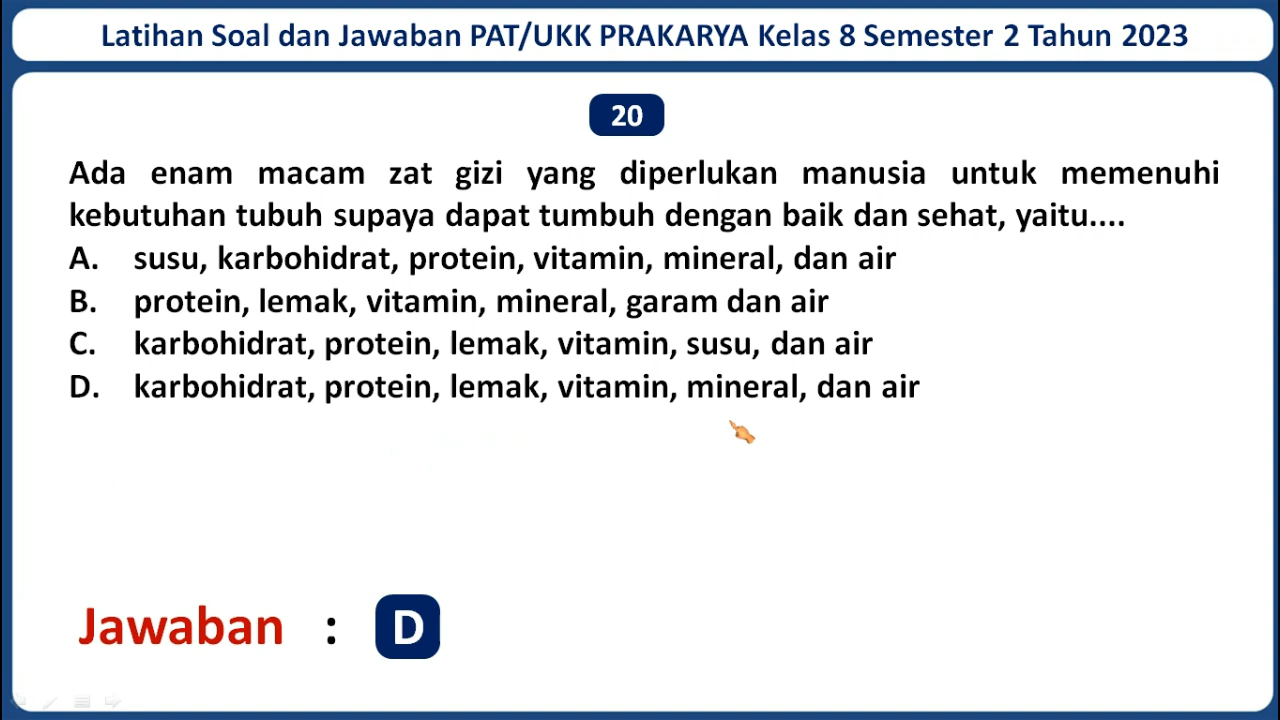 Latihan Soal dan Jawaban PAT/UKK PRAKARYA Kelas 8 Semester 2 Tahun 2023
20
Ada enam macam zat gizi yang diperlukan manusia untuk memenuhi
kebutuhan tubuh supaya dapat tumbuh dengan baik dan sehat, yaitu....
A. susu, karbohidrat, protein, vitamin, mineral, dan air
B. protein, lemak, vitamin, mineral, garam dan air
C. karbohidrat, protein, lemak, vitamin, susu, dan air
D. karbohidrat, protein, lemak, vitamin, mineral, dan air
Jawaban : D